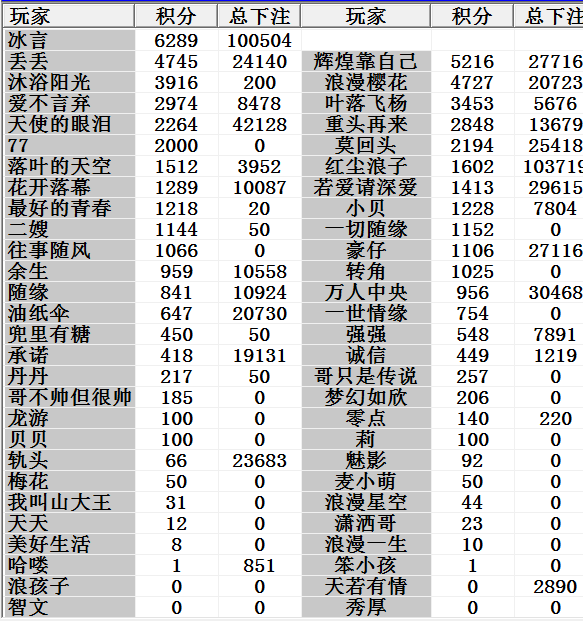 玩家 积分 总下注 玩家 积分 总下注
冰言 6289 100504
丢丢 4745 24140 辉煌靠自己 5216 27716
沐浴阳光 3916 200 浪漫樱花 4727 20723
爱不言弃 2974 8478 叶落飞杨 3453 5676
天使的眼泪 2264 42128 重头再来 2848 13679
77 2000 0 莫回头 2194 25418
落叶的天空 1512 3952 红尘浪子 1602 103719
花开落幕 1289 10087 若爱请深爱 1413 29615
最好的青春 1218 20 小贝 1228 7804
二嫂 1144 50 一切随缘 1152 0
往事随风 1066 0 豪仔 1106 27116
余生 959 10558 转角 1025 0
随缘 841 10924 万人中央 956 30468
油纸伞 647 20730 一世情缘 754 0
兜里有糖 450 50 强强 548 7891
承诺 418 19131 诚信 449 1219
丹丹 217 50 哥只是传说 257 0
哥不帅但很帅 185 0 梦幻如欣 206 0
龙游 100 0 零点 140 220
贝贝 100 0 莉 100 0
轨头 66 23683 魅影 92 0
梅花 50 0 麦小萌 50 0
我叫山大王 31 0 浪漫星空 44 0
天天 12 0 潇洒哥 23 0
美好生活 8 0 浪漫一生 10 0
哈喽 1 851 笨小孩 1 0
浪孩子 0 0 天若有情 0 2890
智文 0 0 秀厚 0 0